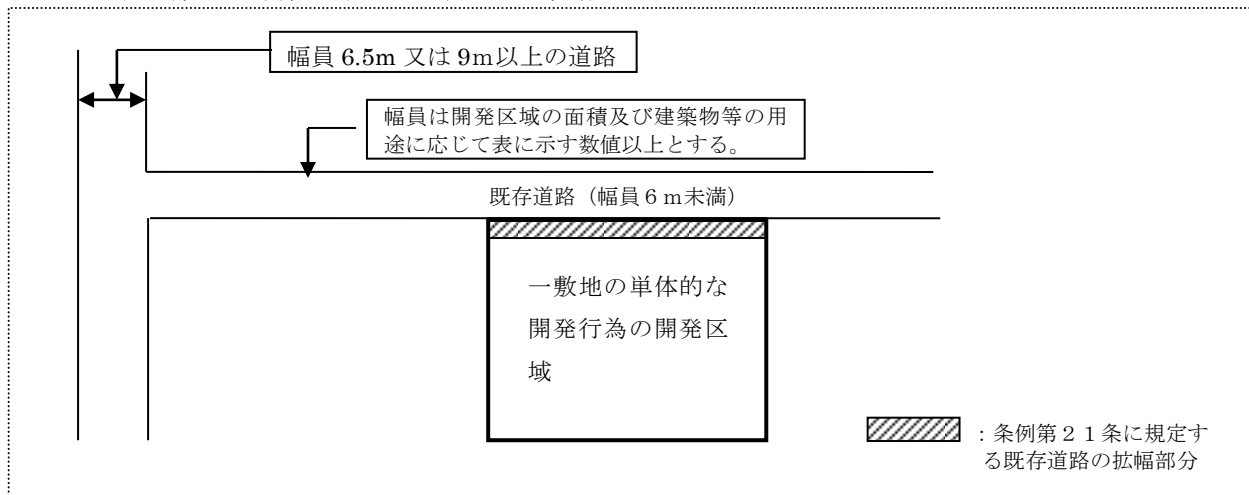 幅員 6.5m 又は 9m以上の道路
幅員は開発区域の面積及び建築物等の用
途に応じて表に示す数値以上とする。
既存道路（幅員６ｍ未満）
一敷地の単体的な
開発行為の開発区
域
：条例第２１条に規定す
る既存道路の拡幅部分